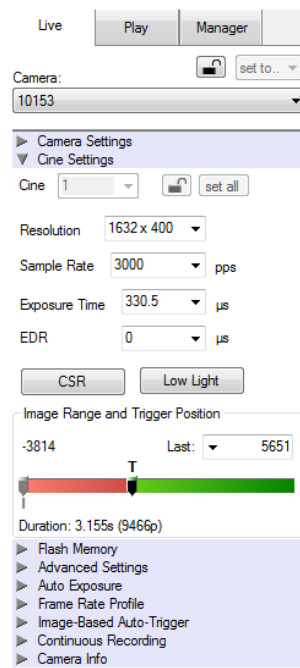 Live Play Manager
set to..
Camera:
10153
Camera Settings
Cine Settings
Cine 1 set all
Resolution 1632 x 400
Sample Rate 3000 pps
Exposure Time 330.5 µs
EDR 0 µs
CSR Low Light
Image Range and Trigger Position
-3814 Last: 5651
T
I
Duration: 3.155s (9466p)
Flash Memory
Advanced Settings
Auto Exposure
Frame Rate Profile
Image-Based Auto-Trigger
Continuous Recording
Camera Info